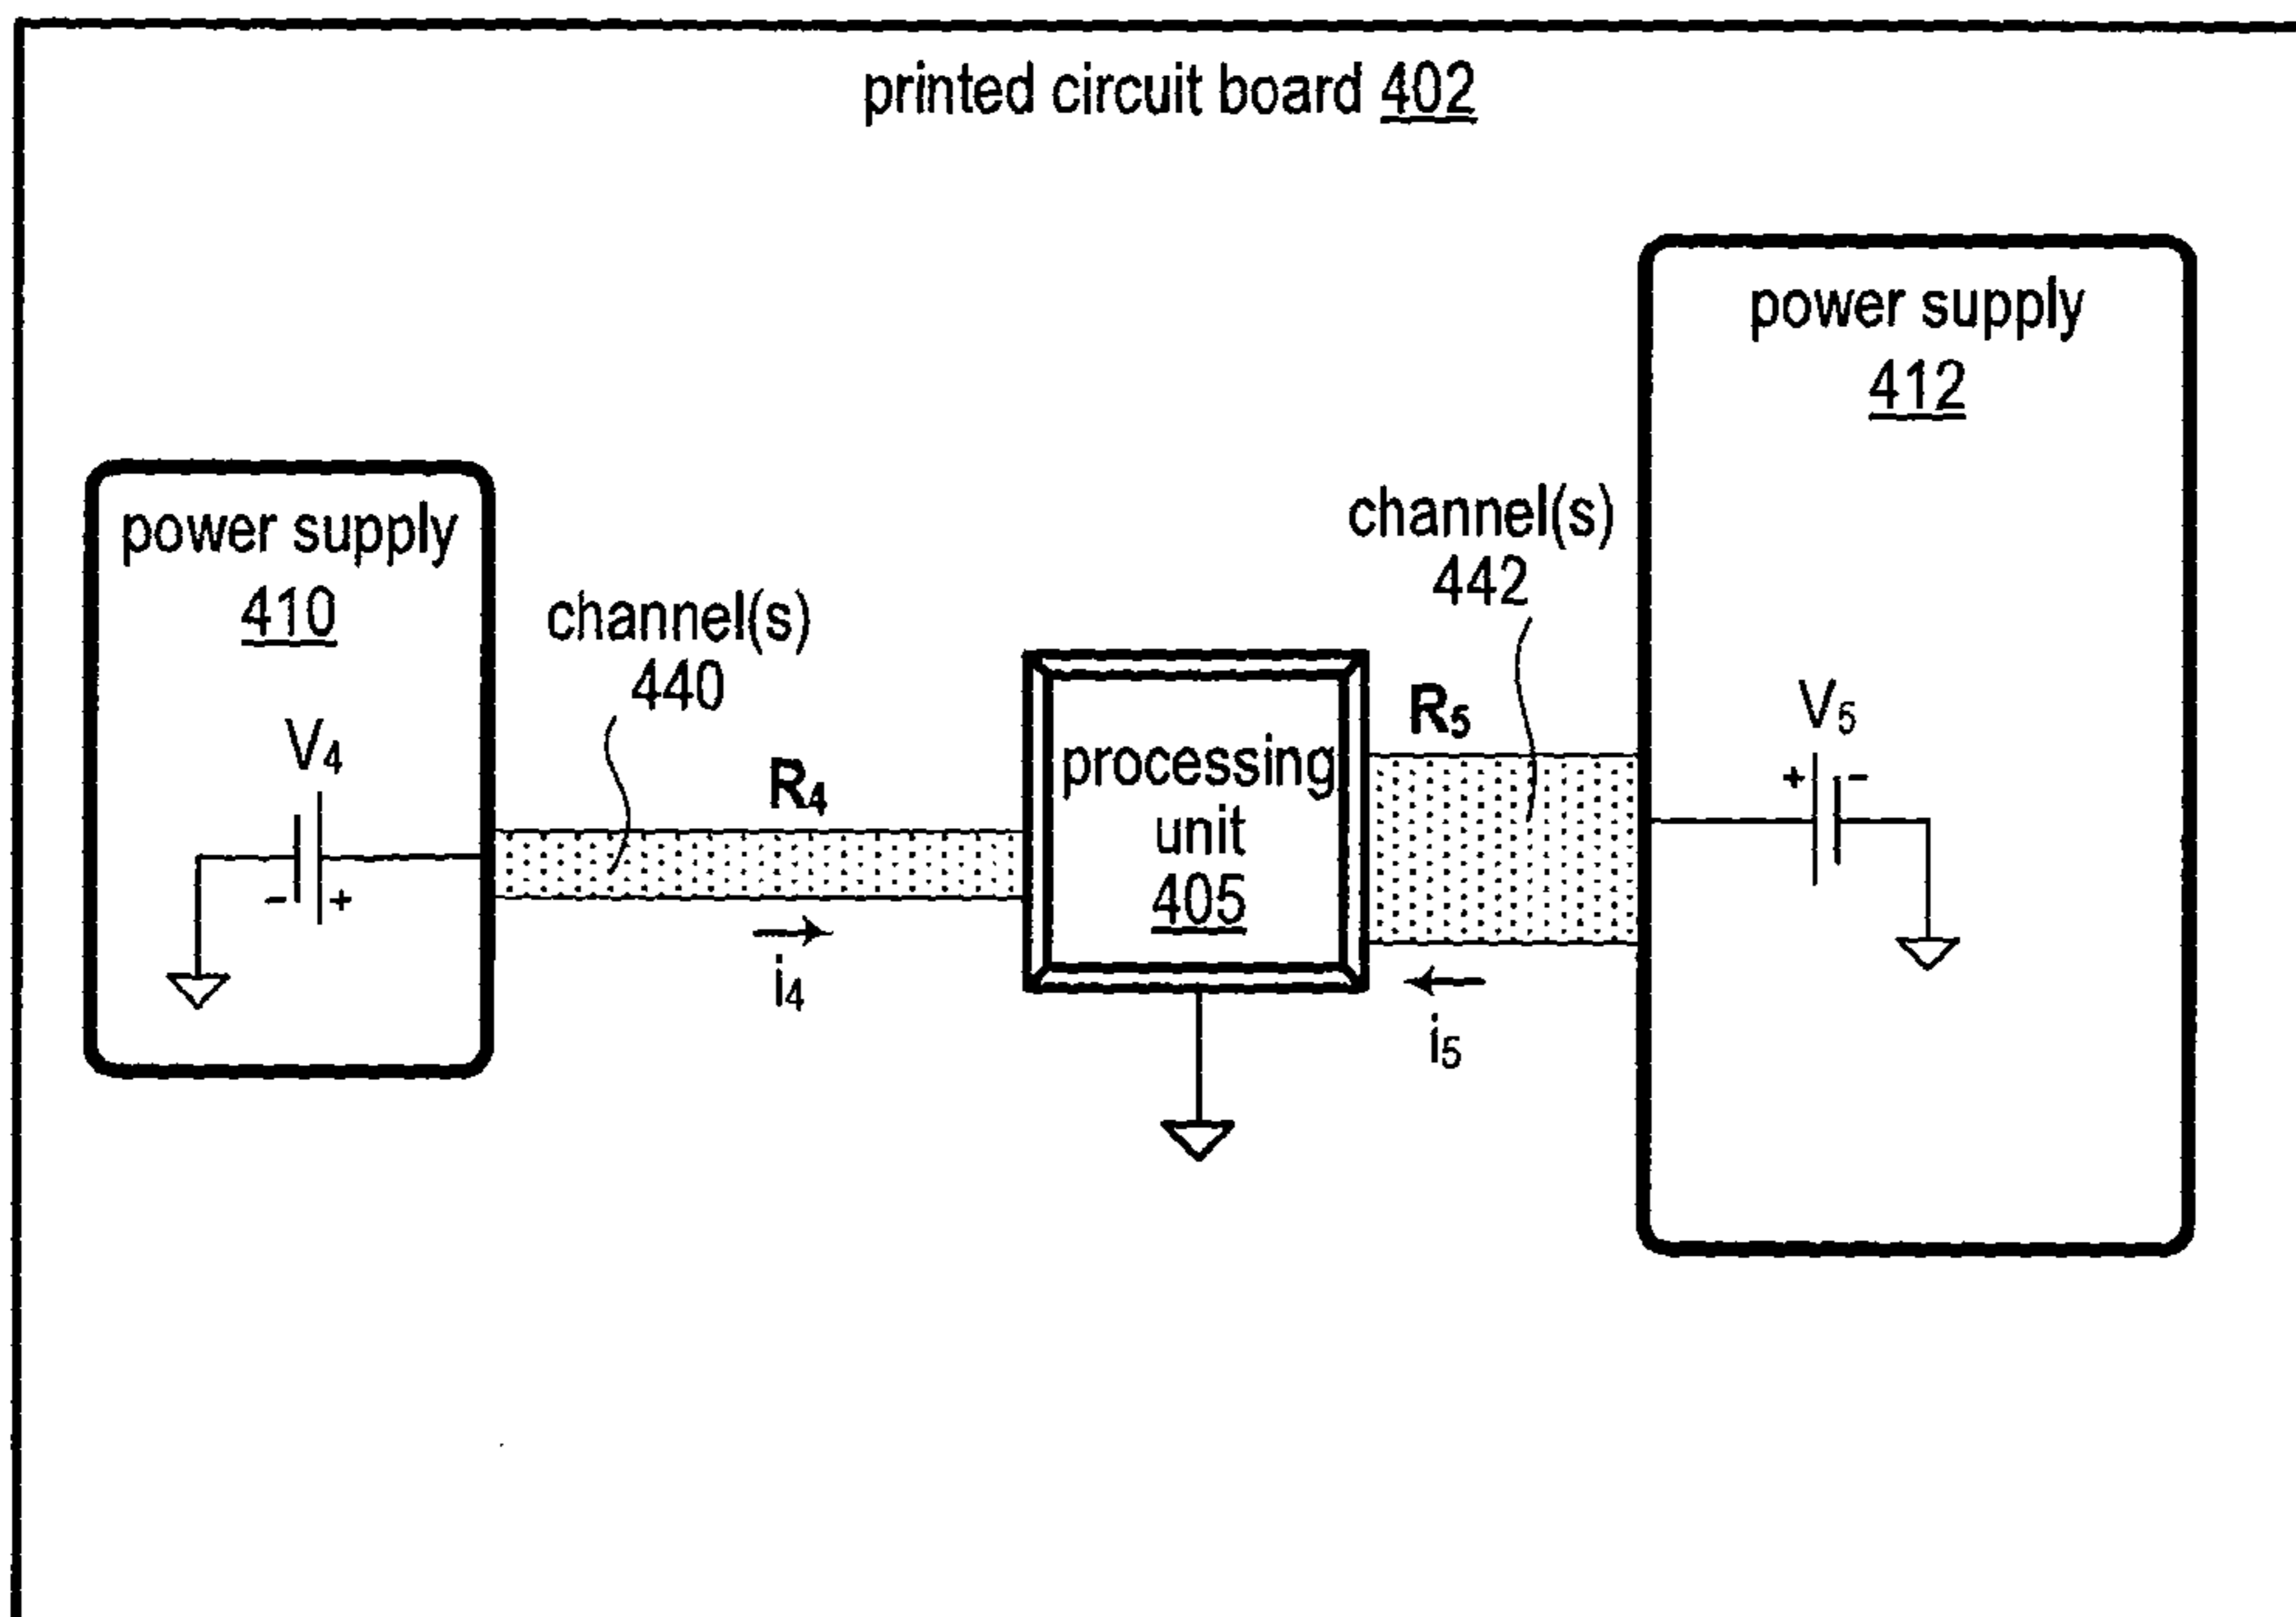 printed circuit board 402
power supply
412
power supply
410
channel(s)
442
channel(s)
440
V₄
R₄
processing
unit
405
R₅
V₅
- +
+ -
i₄
i₅